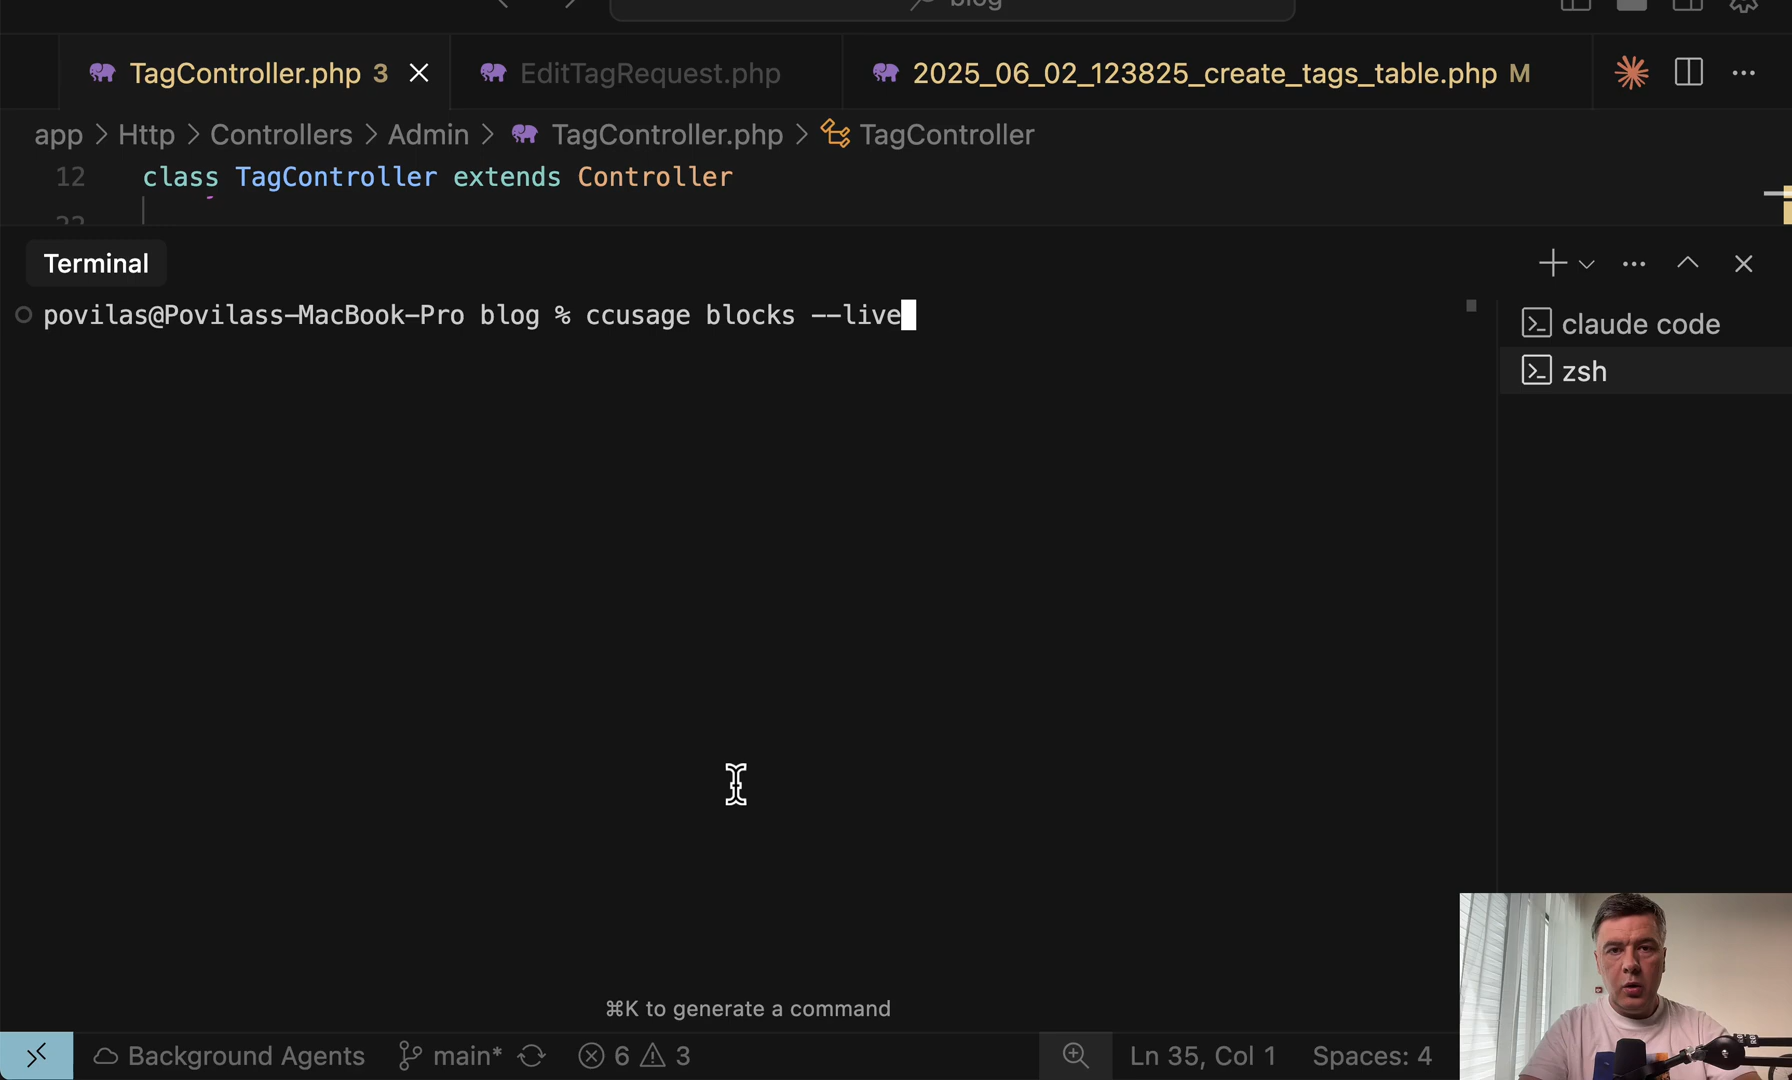 blog
TagController.php 3
EditTagRequest.php
2025_06_02_123825_create_tags_table.php M
app > Http > Controllers > Admin > TagController.php > TagController
12 class TagController extends Controller
Terminal
povilas@Povilass-MacBook-Pro blog % ccusage blocks --live
claude code
zsh
⌘K to generate a command
Background Agents
main*
6
3
Ln 35, Col 1
Spaces: 4